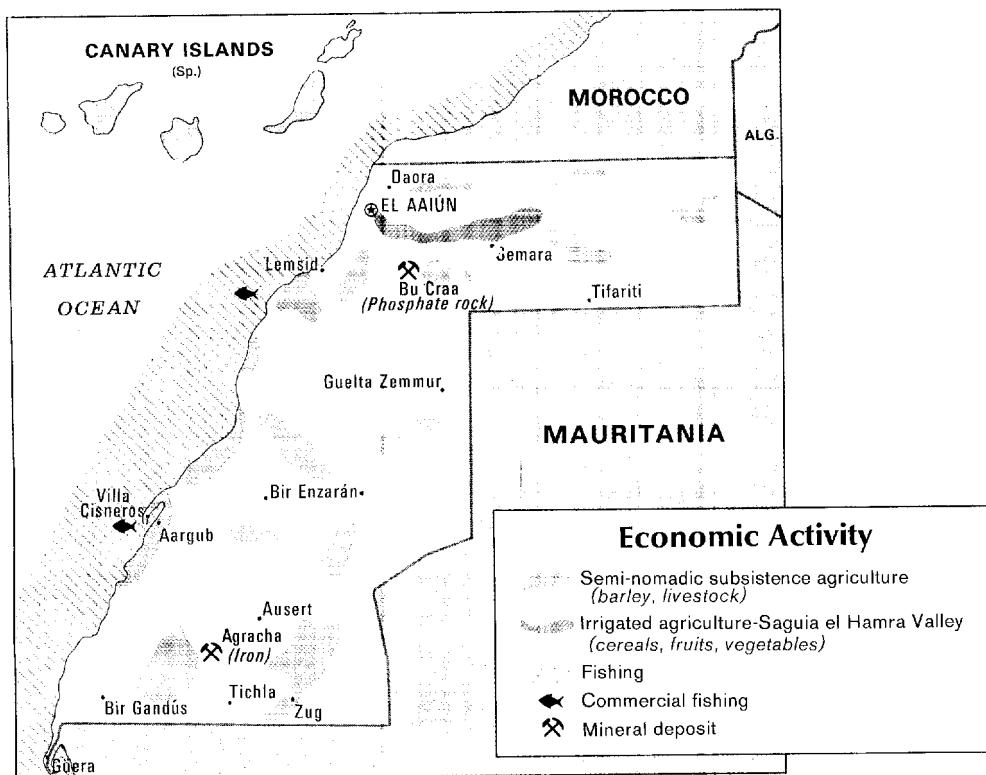 CANARY ISLANDS
(Sp.)
MOROCCO
ALG.
Daora
EL AAIÚN
Semara
ATLANTIC
OCEAN
Lemsid
Bu Craa
(Phosphate rock)
Tifariti
Guelta Zemmur
MAURITANIA
Villa
Cisneros
Bir Enzarán
Aargub
Ausert
Agracha
(Iron)
Bir Gandús
Tichla
Zug
Güera
Economic Activity
Semi-nomadic subsistence agriculture
(barley, livestock)
Irrigated agriculture-Saguia el Hamra Valley
(cereals, fruits, vegetables)
Fishing
Commercial fishing
Mineral deposit